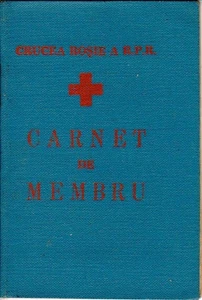 CRUCEA ROȘIE A R.P.R.
CARNET
DE
MEMBRU